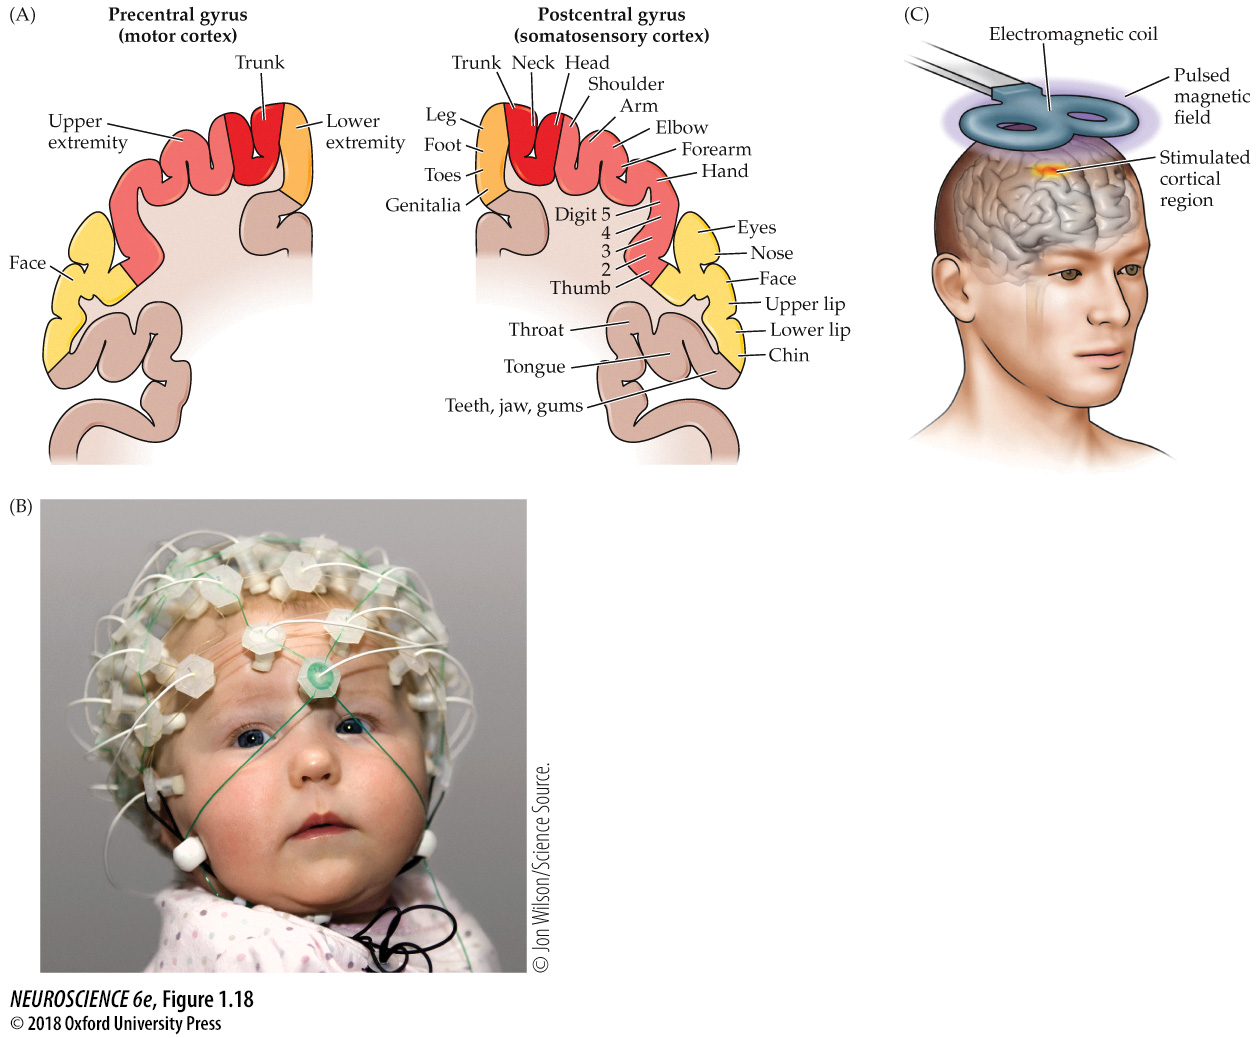 (A)
Precentral gyrus
(motor cortex)
Trunk
Upper
extremity
Lower
extremity
Face
Postcentral gyrus
(somatosensory cortex)
Trunk
Neck
Head
Shoulder
Arm
Elbow
Forearm
Hand
Leg
Foot
Toes
Genitalia
Digit 5
4
3
2
Thumb
Eyes
Nose
Face
Upper lip
Lower lip
Chin
Throat
Tongue
Teeth, jaw, gums
(C)
Electromagnetic coil
Pulsed
magnetic
field
Stimulated
cortical
region
(B)
© Jon Wilson/Science Source.
NEUROSCIENCE 6e, Figure 1.18
© 2018 Oxford University Press